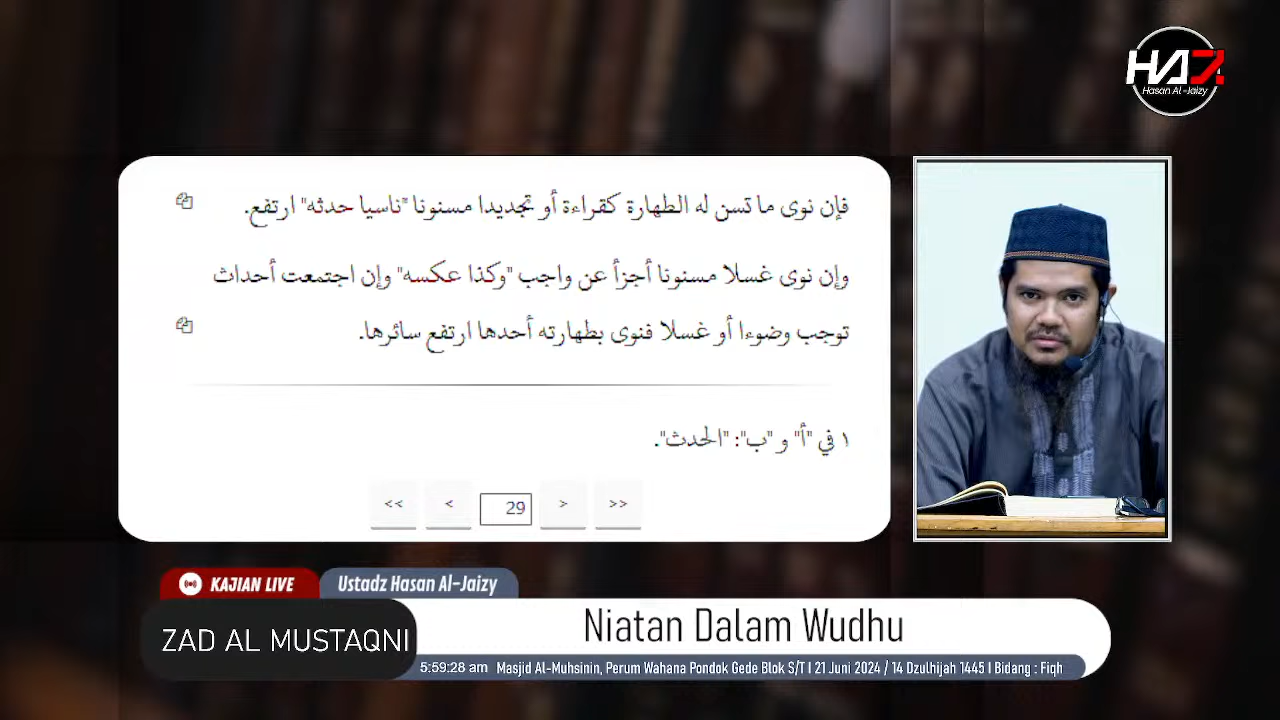 HA7
Hasan Al-Jaizy
فإن نوى ما تسن له الطهارة كقراءة أو تجديدا مسنونا "ناسيا حدثه" ارتفع.
وإن نوى غسلا مسنونا أجزأ عن واجب "وكذا عكسه" وإن اجتمعت أحداث
توجب وضوءا أو غسلا فنوى بطهارته أحدها ارتفع سائرها.
١ في "أ" و "ب": "الحدث".
<< < 29 > >>
KAJIAN LIVE
Ustadz Hasan Al-Jaizy
ZAD AL MUSTAQNI
Niatan Dalam Wudhu
5:59:28 am Masjid Al-Muhsinin, Perum Wahana Pondok Gede Blok S/T I 21 Juni 2024 / 14 Dzulhijah 1445 I Bidang : Fiqh